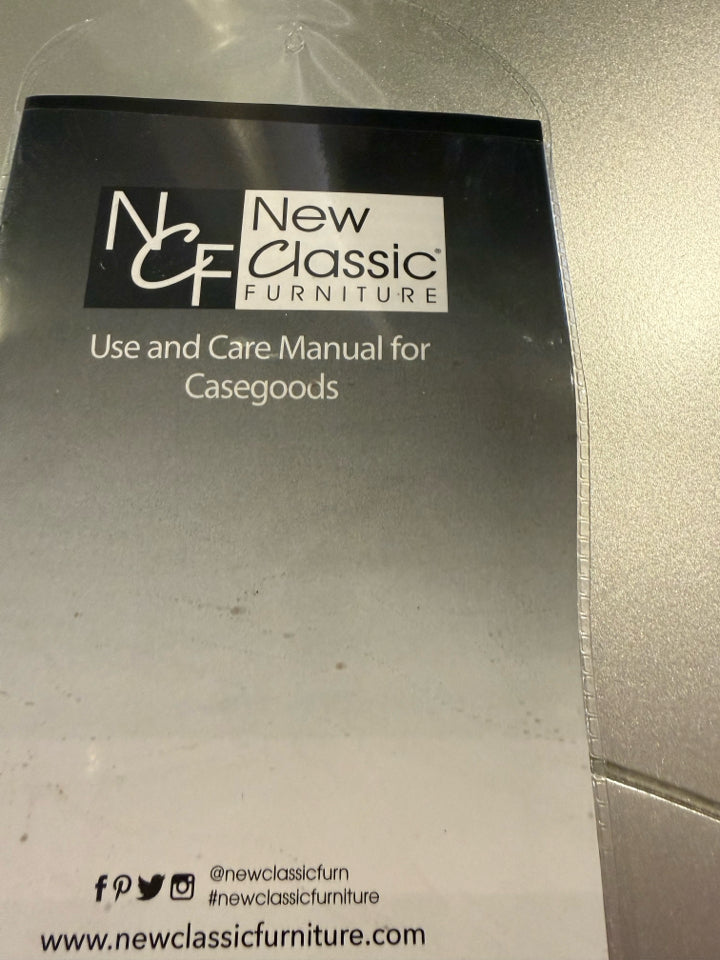 NCF
New
Classic®
FURNITURE
Use and Care Manual for
Casegoods
@newclassicfurn
#newclassicfurniture
www.newclassicfurniture.com